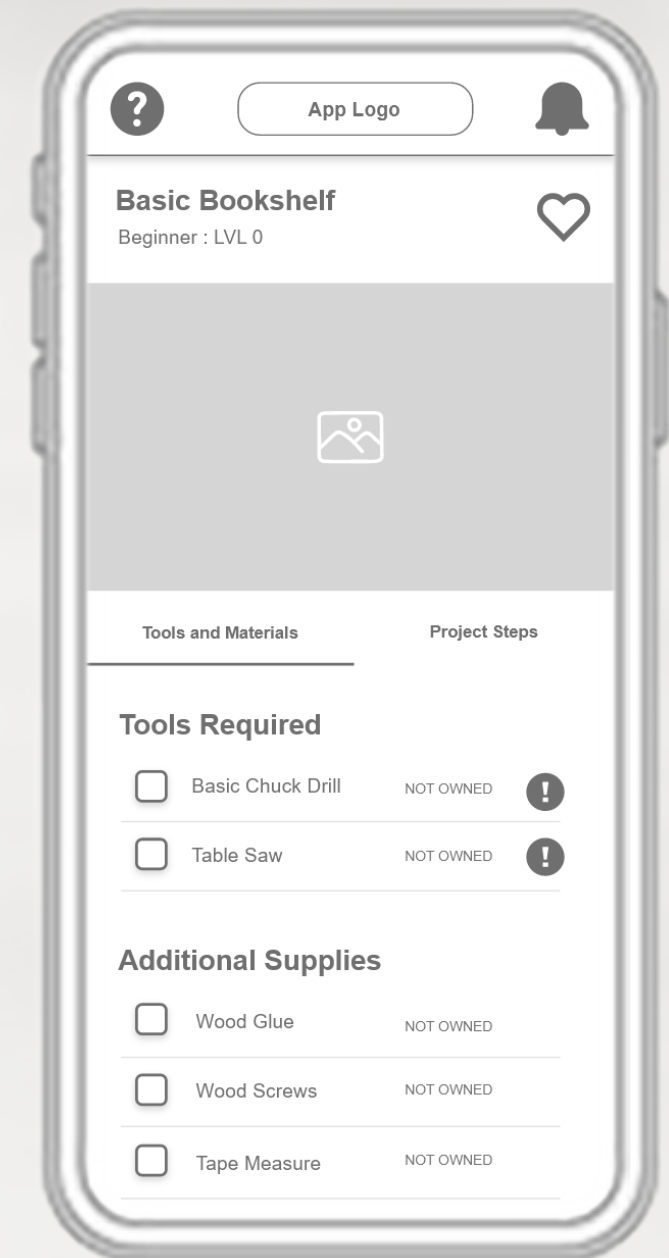 ?
App Logo
Basic Bookshelf
Beginner : LVL 0
Tools and Materials
Project Steps
Tools Required
Basic Chuck Drill NOT OWNED !
Table Saw NOT OWNED !
Additional Supplies
Wood Glue NOT OWNED
Wood Screws NOT OWNED
Tape Measure NOT OWNED